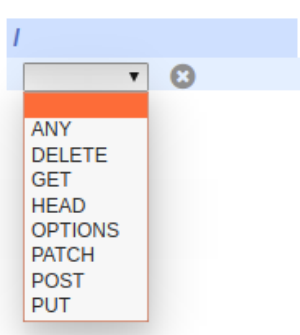 /
ANY
DELETE
GET
HEAD
OPTIONS
PATCH
POST
PUT